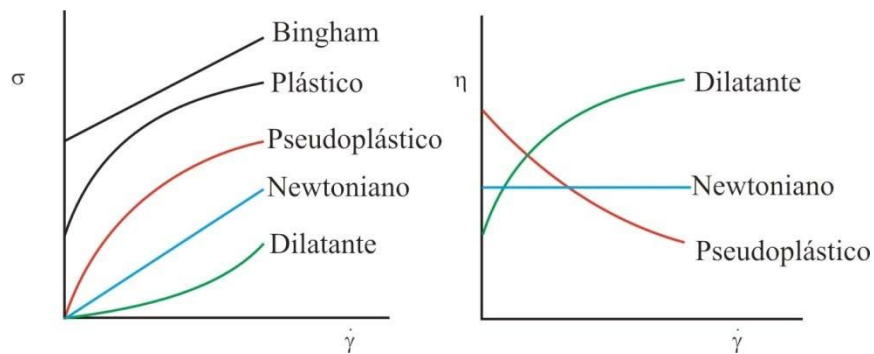 σ
Bingham
Plástico
Pseudoplástico
Newtoniano
Dilatante
γ̇
η
Dilatante
Newtoniano
Pseudoplástico
γ̇